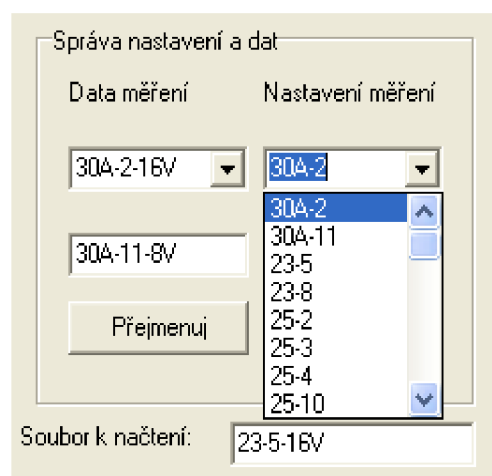 Správa nastavení a dat
Data měření Nastavení měření
30A-2-16V 30A-2
30A-2
30A-11
30A-11-8V
23-5
23-8
25-2
Přejmenuj
25-3
25-4
25-10
Soubor k načtení: 23-5-16V